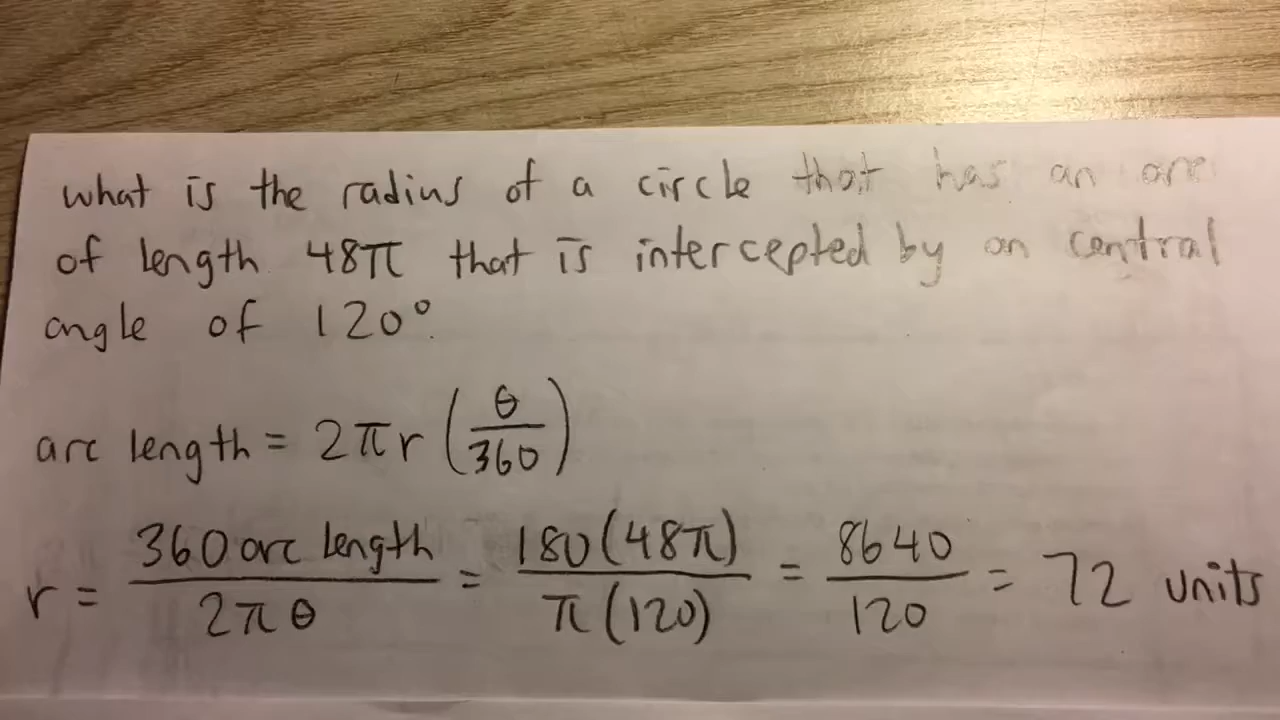 what is the radius of a circle that has an arc
of length 48π that is intercepted by an central
angle of 120°.
arc length = 2πr (θ/360)
r = 360 arc length / 2πθ = 180(48π) / π(120) = 8640 / 120 = 72 units